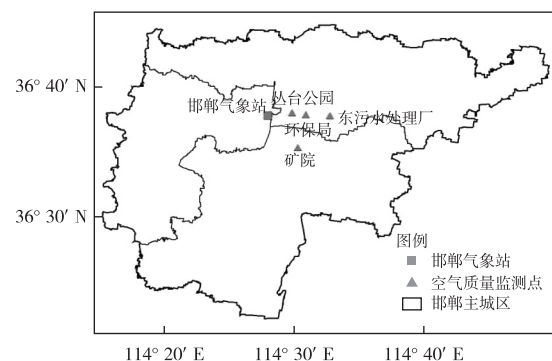 36° 40′ N
丛台公园
邯郸气象站
东污水处理厂
环保局
矿院
36° 30′ N
图例
邯郸气象站
空气质量监测点
邯郸主城区
114° 20′ E
114° 30′ E
114° 40′ E